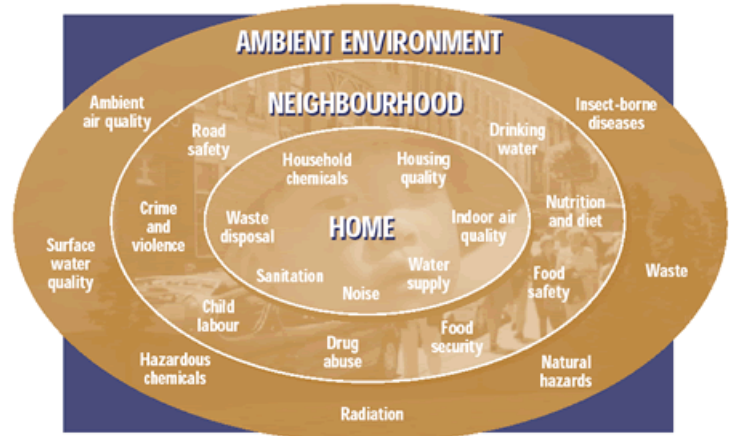 AMBIENT ENVIRONMENT
Ambient
air quality
Insect-borne
diseases
Surface
water
quality
Waste
Hazardous
chemicals
Natural
hazards
Radiation
NEIGHBOURHOOD
Road
safety
Drinking
water
Crime
and
violence
Nutrition
and diet
Child
labour
Food
safety
Drug
abuse
Food
security
HOME
Household
chemicals
Housing
quality
Waste
disposal
Indoor air
quality
Sanitation
Noise
Water
supply